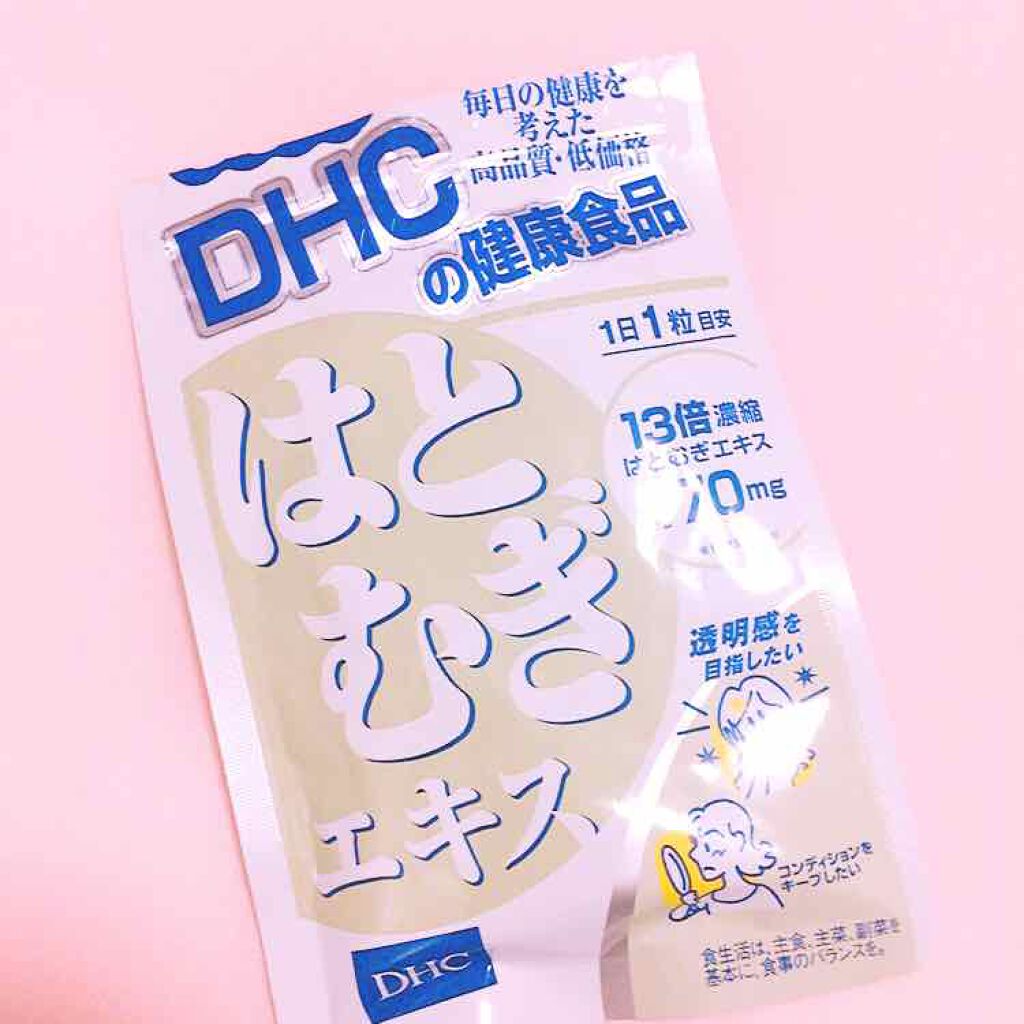 毎日の健康を
考えた
高品質・低価格
DHC
の健康食品
1日1粒目安
はと
むぎ
エキス
13倍濃縮
はとむぎエキス
70mg
透明感を
目指したい
コンディションを
キープしたい
食生活は、主食、主菜、副菜を
基本に、食事のバランスを。
DHC